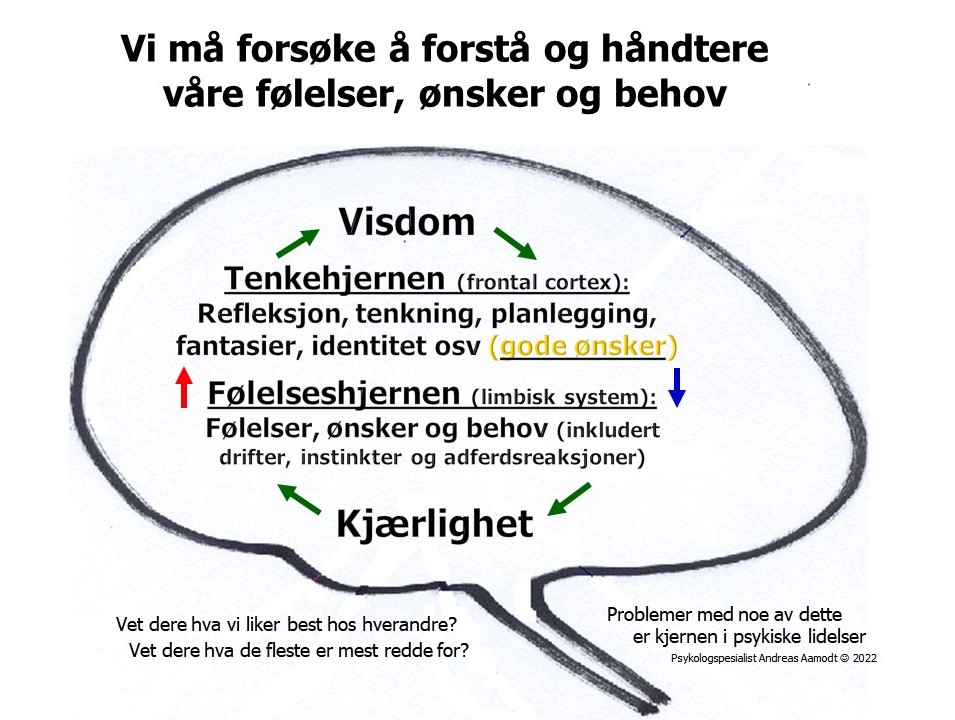 Vi må forsøke å forstå og håndtere
våre følelser, ønsker og behov
Visdom
Tenkehjernen (frontal cortex):
Refleksjon, tenkning, planlegging,
fantasier, identitet osv (gode ønsker)
Følelseshjernen (limbisk system):
Følelser, ønsker og behov (inkludert
drifter, instinkter og adferdsreaksjoner)
Kjærlighet
Vet dere hva vi liker best hos hverandre?
Vet dere hva de fleste er mest redde for?
Problemer med noe av dette
er kjernen i psykiske lidelser
Psykologspesialist Andreas Aamodt © 2022